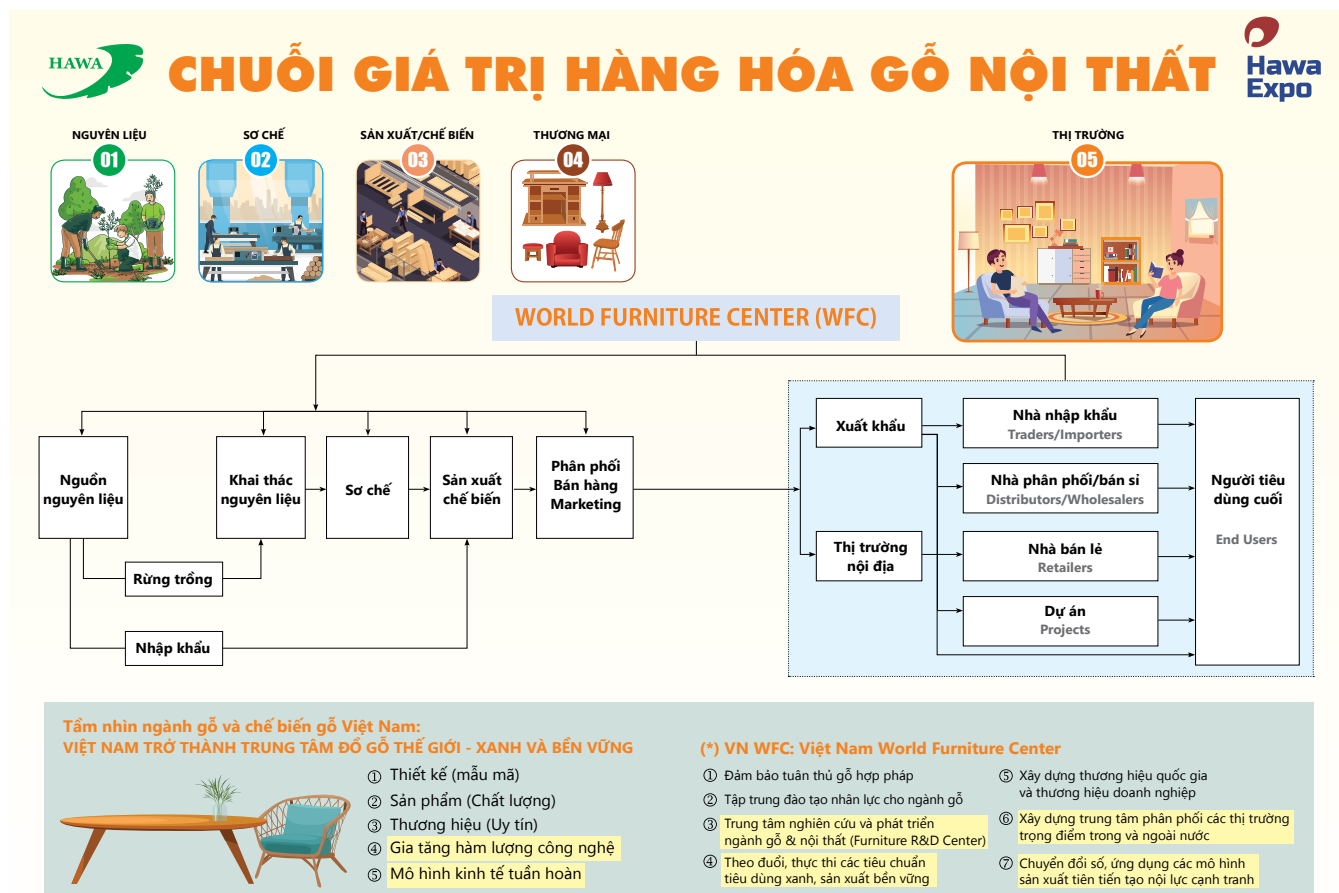 HAWA
CHUỖI GIÁ TRỊ HÀNG HÓA GỖ NỘI THẤT
Hawa
Expo
NGUYÊN LIỆU
01
SƠ CHẾ
02
SẢN XUẤT/CHẾ BIẾN
03
THƯƠNG MẠI
04
THỊ TRƯỜNG
05
WORLD FURNITURE CENTER (WFC)
Nguồn
nguyên liệu
Khai thác
nguyên liệu
Sơ chế
Sản xuất
chế biến
Phân phối
Bán hàng
Marketing
Rừng trồng
Nhập khẩu
Xuất khẩu
Thị trường
nội địa
Nhà nhập khẩu
Traders/Importers
Nhà phân phối/bán sỉ
Distributors/Wholesalers
Nhà bán lẻ
Retailers
Dự án
Projects
Người tiêu
dùng cuối
End Users
Tầm nhìn ngành gỗ và chế biến gỗ Việt Nam:
VIỆT NAM TRỞ THÀNH TRUNG TÂM ĐỒ GỖ THẾ GIỚI - XANH VÀ BỀN VỮNG
① Thiết kế (mẫu mã)
② Sản phẩm (Chất lượng)
③ Thương hiệu (Uy tín)
④ Gia tăng hàm lượng công nghệ
⑤ Mô hình kinh tế tuần hoàn
(*) VN WFC: Việt Nam World Furniture Center
① Đảm bảo tuân thủ gỗ hợp pháp
② Tập trung đào tạo nhân lực cho ngành gỗ
③ Trung tâm nghiên cứu và phát triển
ngành gỗ & nội thất (Furniture R&D Center)
④ Theo đuổi, thực thi các tiêu chuẩn
tiêu dùng xanh, sản xuất bền vững
⑤ Xây dựng thương hiệu quốc gia
và thương hiệu doanh nghiệp
⑥ Xây dựng trung tâm phân phối các thị trường
trọng điểm trong và ngoài nước
⑦ Chuyển đổi số, ứng dụng các mô hình
sản xuất tiên tiến tạo nội lực cạnh tranh